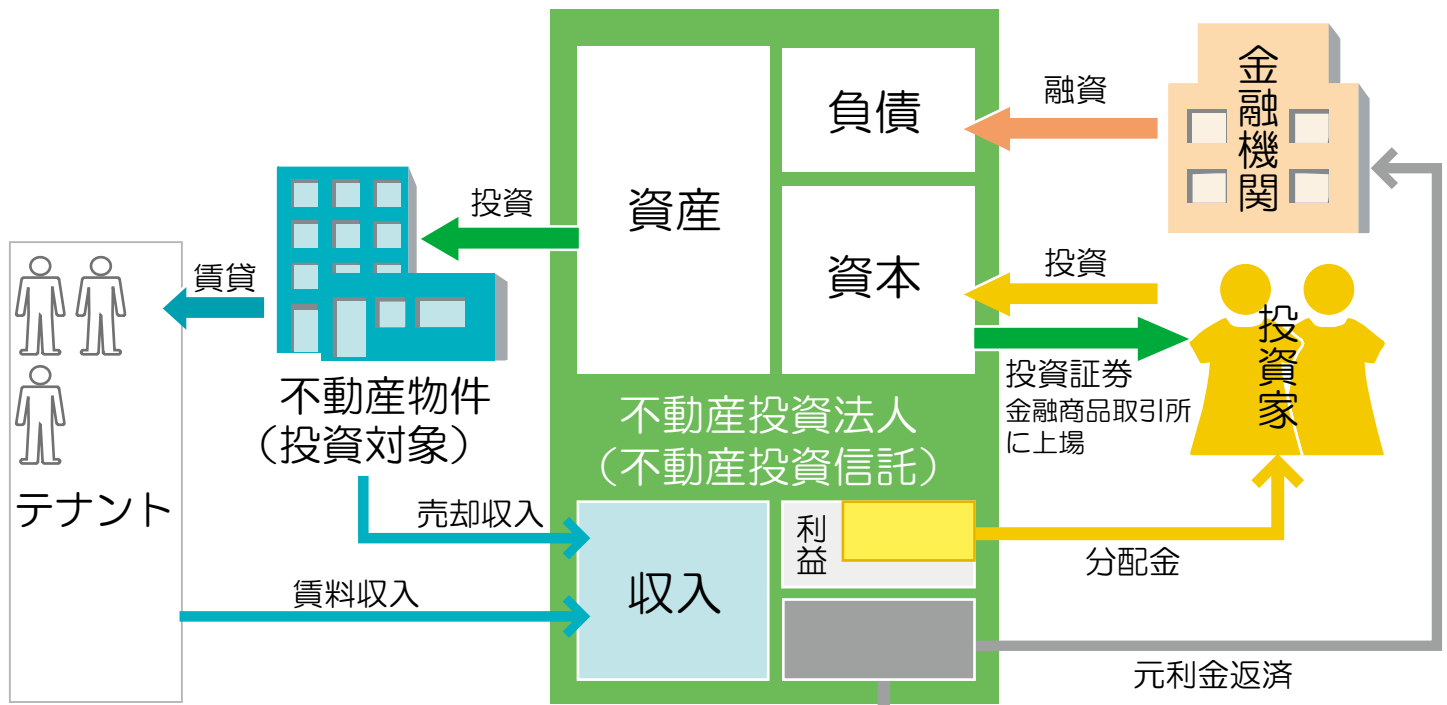 負債
融資
金融機関
資産
投資
賃貸
資本
投資
投資家
投資証券
金融商品取引所
に上場
不動産物件
（投資対象）
不動産投資法人
（不動産投資信託）
テナント
売却収入
利益
分配金
賃料収入
収入
元利金返済